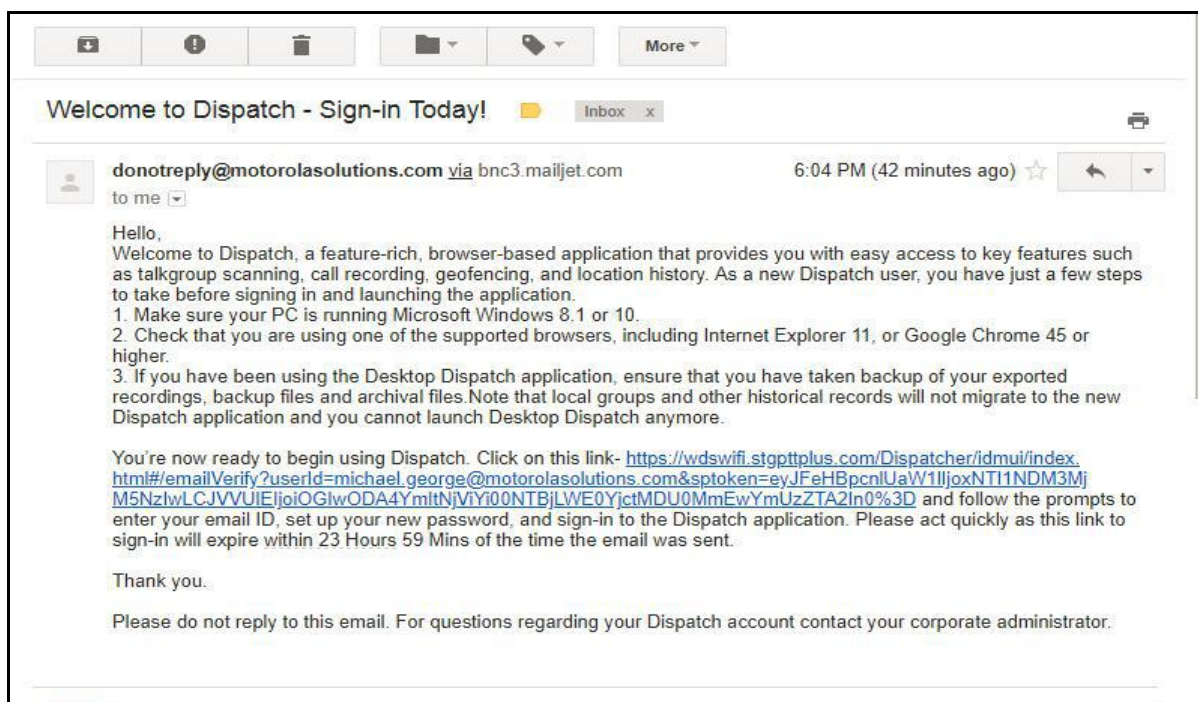 More
Welcome to Dispatch - Sign-in Today!
Inbox x
donotreply@motorolasolutions.com via bnc3.mailjet.com
6:04 PM (42 minutes ago)
to me
Hello,
Welcome to Dispatch, a feature-rich, browser-based application that provides you with easy access to key features such
as talkgroup scanning, call recording, geofencing, and location history. As a new Dispatch user, you have just a few steps
to take before signing in and launching the application.
1. Make sure your PC is running Microsoft Windows 8.1 or 10.
2. Check that you are using one of the supported browsers, including Internet Explorer 11, or Google Chrome 45 or
higher.
3. If you have been using the Desktop Dispatch application, ensure that you have taken backup of your exported
recordings, backup files and archival files.Note that local groups and other historical records will not migrate to the new
Dispatch application and you cannot launch Desktop Dispatch anymore.
You're now ready to begin using Dispatch. Click on this link- https://wdswifi.stgpttplus.com/Dispatcher/idmui/index.
html#/emailVerify?userId=michael.george@motorolasolutions.com&sptoken=eyJFeHBpcnlUaW1lIjoxNTI1NDM3Mj
M5NzIwLCJVVUlEIjoiOGIwODA4YmItNjViYi00NTBjLWE0YjctMDU0MmEwYmUzZTA2In0%3D and follow the prompts to
enter your email ID, set up your new password, and sign-in to the Dispatch application. Please act quickly as this link to
sign-in will expire within 23 Hours 59 Mins of the time the email was sent.
Thank you.
Please do not reply to this email. For questions regarding your Dispatch account contact your corporate administrator.